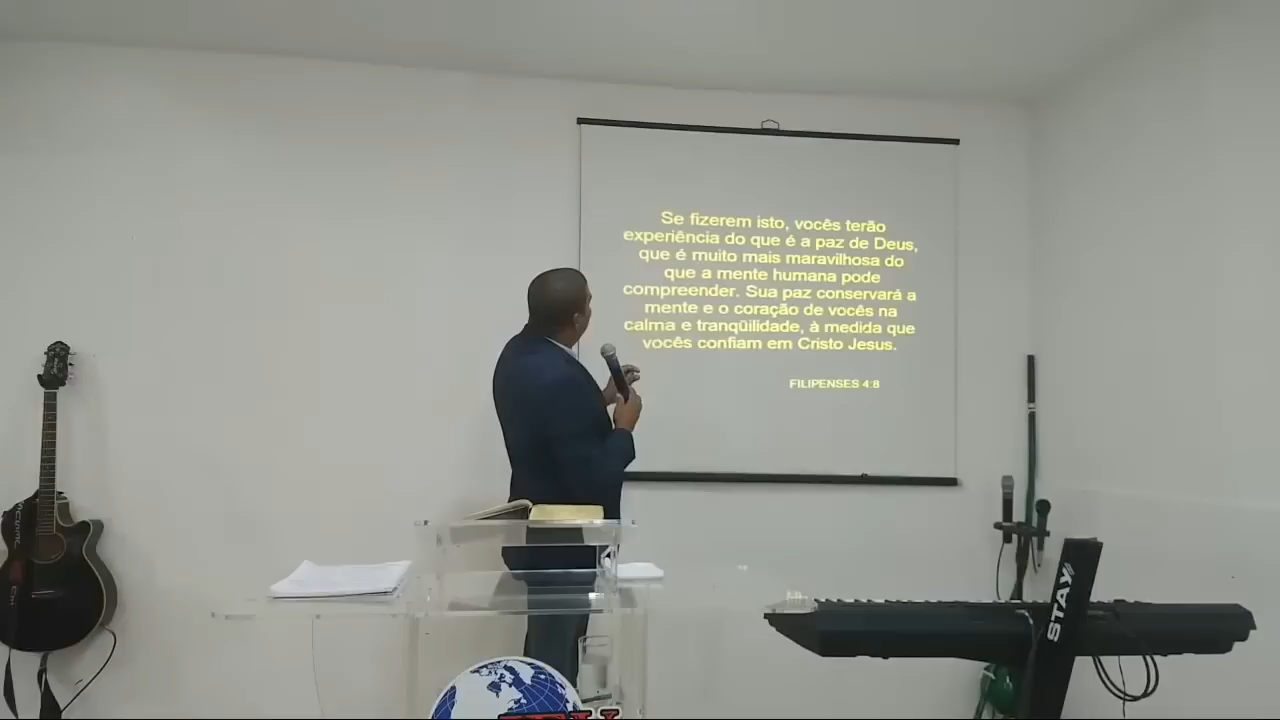 Se fizerem isto, vocês terão
experiência do que é a paz de Deus,
que é muito mais maravilhosa do
que a mente humana pode
compreender. Sua paz conservará a
mente e o coração de vocês na
calma e tranqüilidade, à medida que
vocês confiam em Cristo Jesus.
FILIPENSES 4:8
STAY